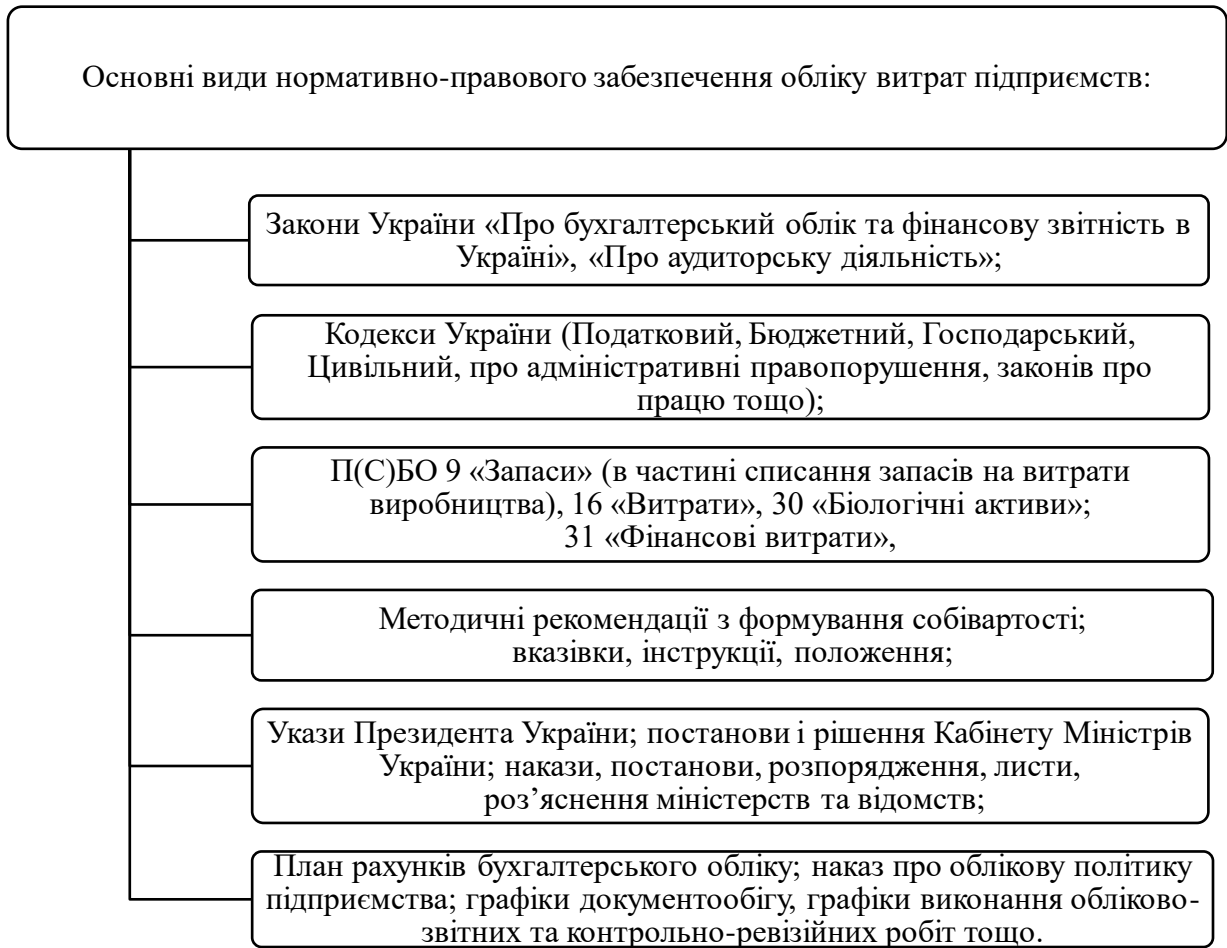 Основні види нормативно-правового забезпечення обліку витрат підприємств:
Закони України «Про бухгалтерський облік та фінансову звітність в
Україні», «Про аудиторську діяльність»;
Кодекси України (Податковий, Бюджетний, Господарський,
Цивільний, про адміністративні правопорушення, законів про
працю тощо);
П(С)БО 9 «Запаси» (в частині списання запасів на витрати
виробництва), 16 «Витрати», 30 «Біологічні активи»;
31 «Фінансові витрати»,
Методичні рекомендації з формування собівартості;
вказівки, інструкції, положення;
Укази Президента України; постанови і рішення Кабінету Міністрів
України; накази, постанови, розпорядження, листи,
роз’яснення міністерств та відомств;
План рахунків бухгалтерського обліку; наказ про облікову політику
підприємства; графіки документообігу, графіки виконання обліково-
звітних та контрольно-ревізійних робіт тощо.